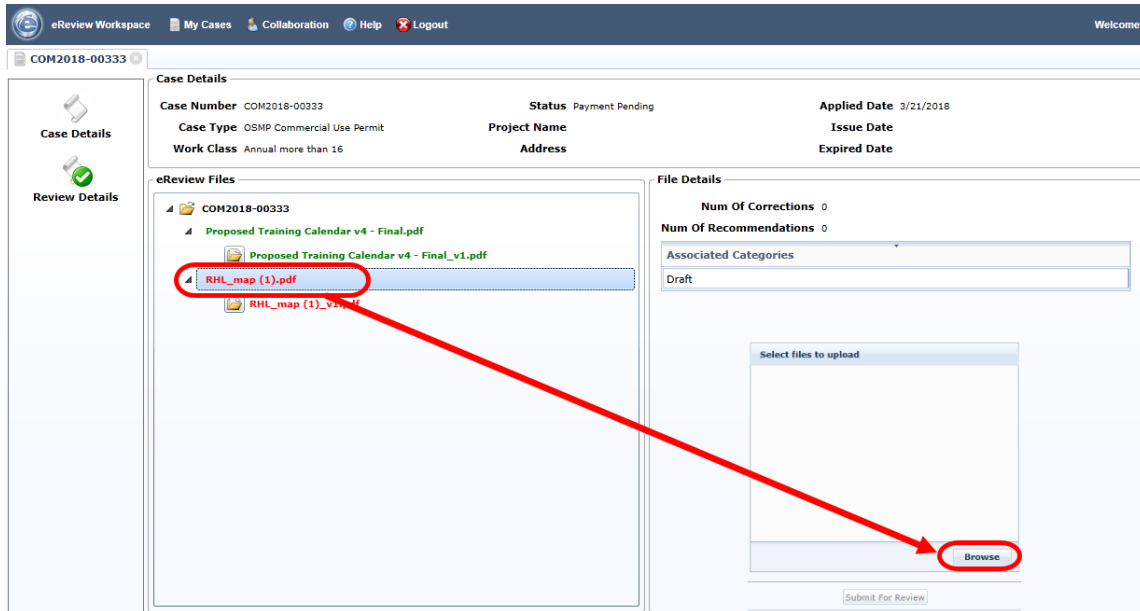 eReview Workspace My Cases Collaboration Help Logout Welcome
COM2018-00333
Case Details
Review Details
Case Details
Case Number COM2018-00333 Status Payment Pending Applied Date 3/21/2018
Case Type OSMP Commercial Use Permit Project Name Issue Date
Work Class Annual more than 16 Address Expired Date
eReview Files
COM2018-00333
Proposed Training Calendar v4 - Final.pdf
Proposed Training Calendar v4 - Final_v1.pdf
RHL_map (1).pdf
RHL_map (1)_v1.pdf
File Details
Num Of Corrections 0
Num Of Recommendations 0
Associated Categories
Draft
Select files to upload
Browse
Submit For Review